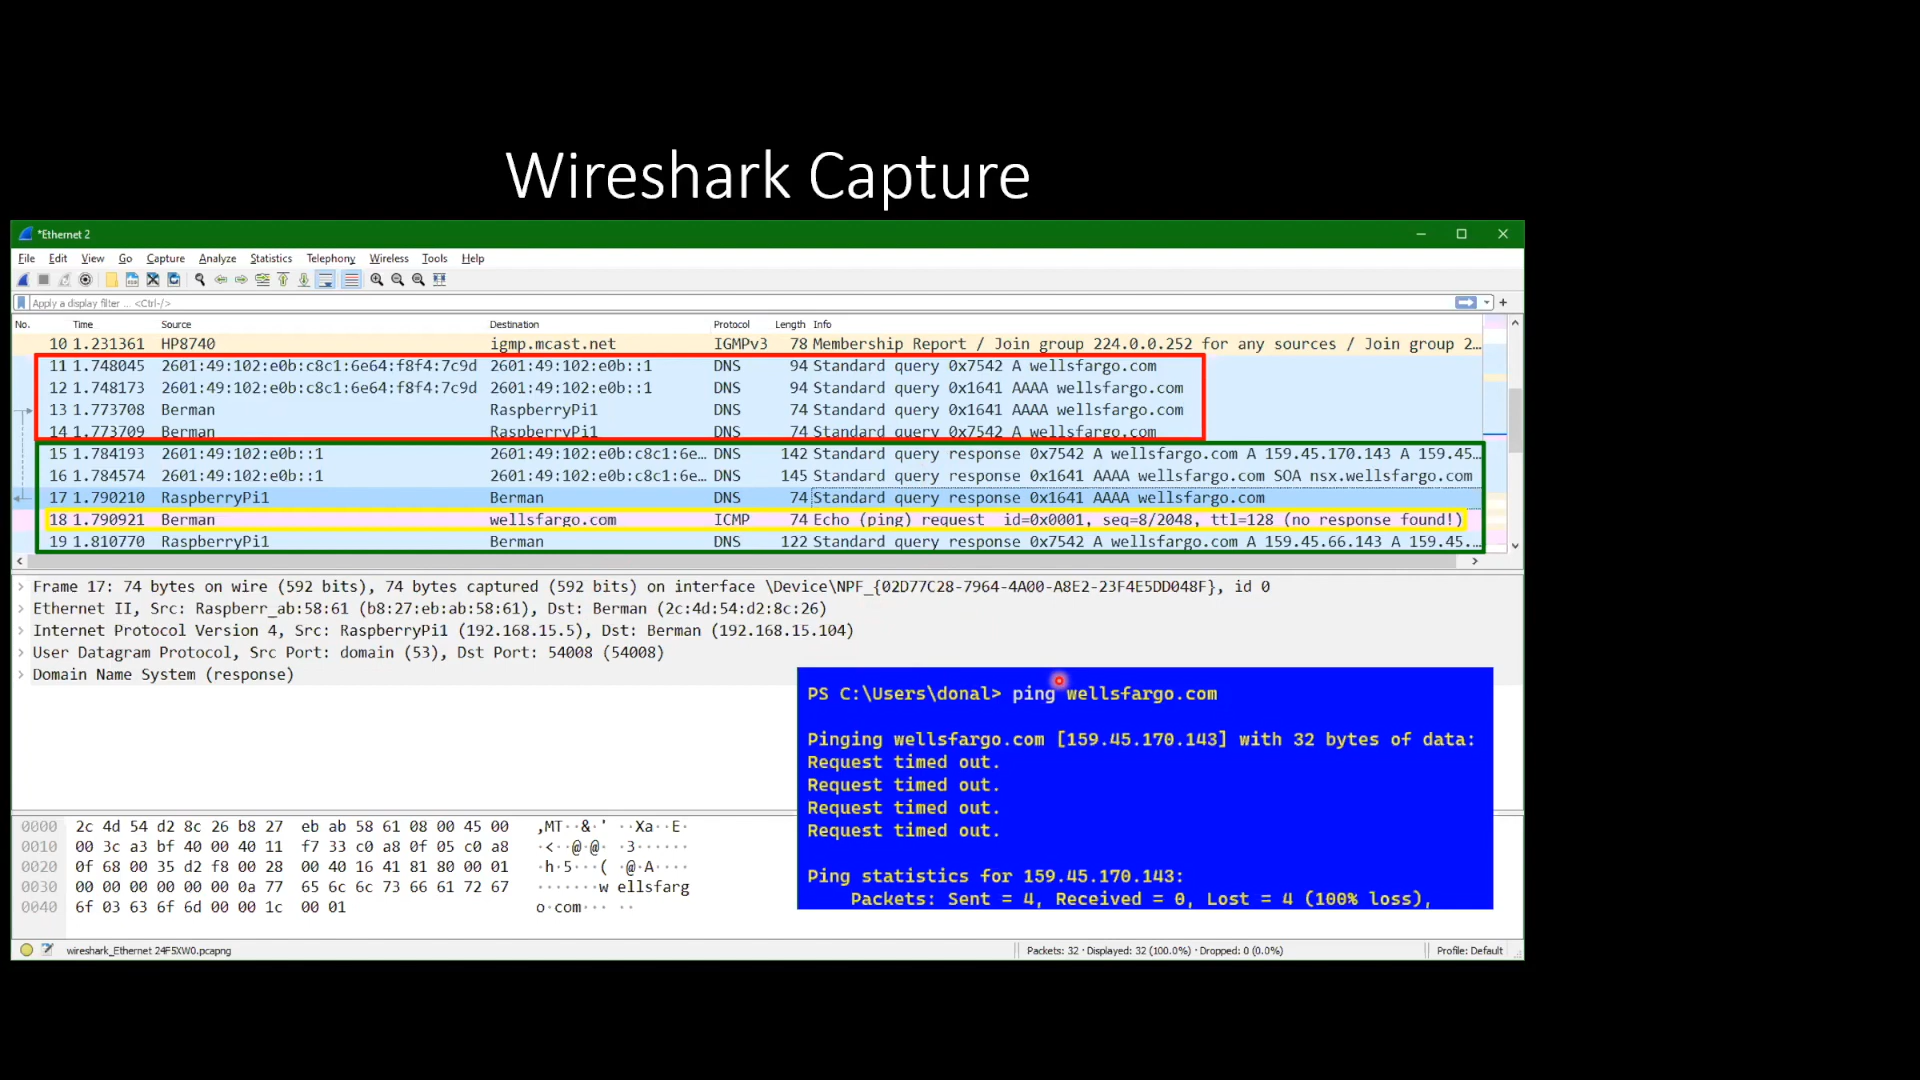 Wireshark Capture
*Ethernet 2
File Edit View Go Capture Analyze Statistics Telephony Wireless Tools Help
Apply a display filter ... <Ctrl-/>
No. Time Source Destination Protocol Length Info
10 1.231361 HP8740 igmp.mcast.net IGMPv3 78 Membership Report / Join group 224.0.0.252 for any sources / Join group 2...
11 1.748045 2601:49:102:e0b:c8c1:6e64:f8f4:7c9d 2601:49:102:e0b::1 DNS 94 Standard query 0x7542 A wellsfargo.com
12 1.748173 2601:49:102:e0b:c8c1:6e64:f8f4:7c9d 2601:49:102:e0b::1 DNS 94 Standard query 0x1641 AAAA wellsfargo.com
13 1.773708 Berman RaspberryPi1 DNS 74 Standard query 0x1641 AAAA wellsfargo.com
14 1.773709 Berman RaspberryPi1 DNS 74 Standard query 0x7542 A wellsfargo.com
15 1.784193 2601:49:102:e0b::1 2601:49:102:e0b:c8c1:6e... DNS 142 Standard query response 0x7542 A wellsfargo.com A 159.45.170.143 A 159.45...
16 1.784574 2601:49:102:e0b::1 2601:49:102:e0b:c8c1:6e... DNS 145 Standard query response 0x1641 AAAA wellsfargo.com SOA nsx.wellsfargo.com
17 1.790210 RaspberryPi1 Berman DNS 74 Standard query response 0x1641 AAAA wellsfargo.com
18 1.790921 Berman wellsfargo.com ICMP 74 Echo (ping) request id=0x0001, seq=8/2048, ttl=128 (no response found!)
19 1.810770 RaspberryPi1 Berman DNS 122 Standard query response 0x7542 A wellsfargo.com A 159.45.66.143 A 159.45....
Frame 17: 74 bytes on wire (592 bits), 74 bytes captured (592 bits) on interface \Device\NPF_{02D77C28-7964-4A00-A8E2-23F4E5DD048F}, id 0
Ethernet II, Src: Raspberr_ab:58:61 (b8:27:eb:ab:58:61), Dst: Berman (2c:4d:54:d2:8c:26)
Internet Protocol Version 4, Src: RaspberryPi1 (192.168.15.5), Dst: Berman (192.168.15.104)
User Datagram Protocol, Src Port: domain (53), Dst Port: 54008 (54008)
Domain Name System (response)
PS C:\Users\donal> ping wellsfargo.com
Pinging wellsfargo.com [159.45.170.143] with 32 bytes of data:
Request timed out.
Request timed out.
Request timed out.
Request timed out.
Ping statistics for 159.45.170.143:
Packets: Sent = 4, Received = 0, Lost = 4 (100% loss),
0000 2c 4d 54 d2 8c 26 b8 27 eb ab 58 61 08 00 45 00 ,MT··&·' ··Xa··E·
0010 00 3c a3 bf 40 00 40 11 f7 33 c0 a8 0f 05 c0 a8 ·<··@·@· ·3······
0020 0f 68 00 35 d2 f8 00 28 00 40 16 41 81 80 00 01 ·h·5···( ·@·A····
0030 00 00 00 00 00 00 0a 77 65 6c 6c 73 66 61 72 67 ·······w ellsfarg
0040 6f 03 63 6f 6d 00 00 1c 00 01 o·com··· ··
wireshark_Ethernet 24F5XW0.pcapng
Packets: 32 · Displayed: 32 (100.0%) · Dropped: 0 (0.0%)
Profile: Default